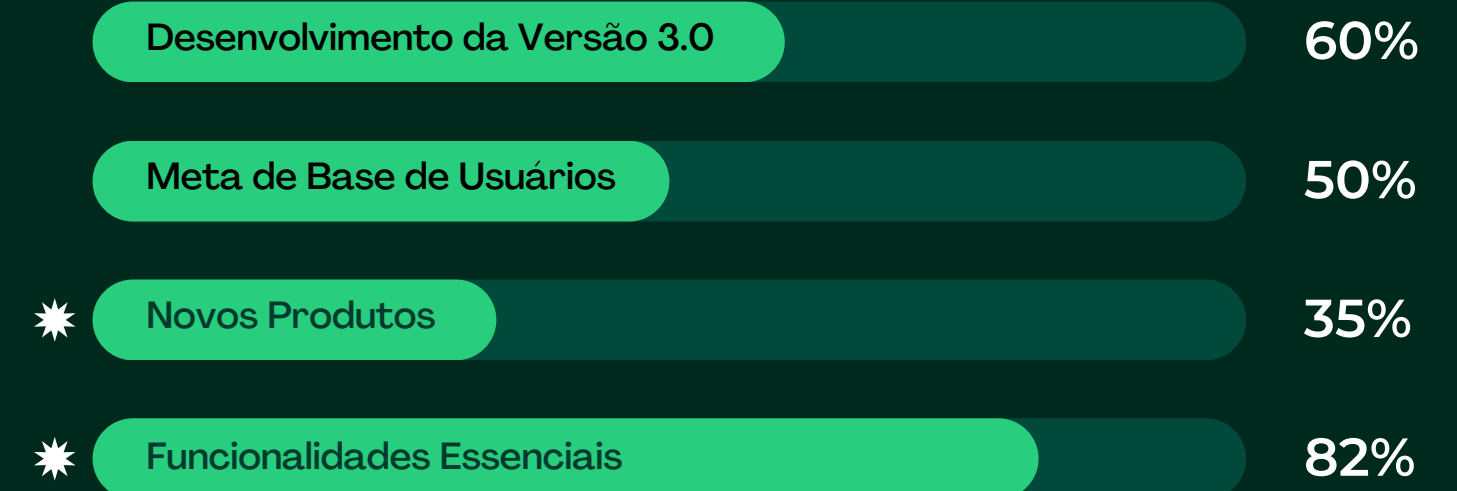 Desenvolvimento da Versão 3.0 60%
Meta de Base de Usuários 50%
Novos Produtos 35%
Funcionalidades Essenciais 82%